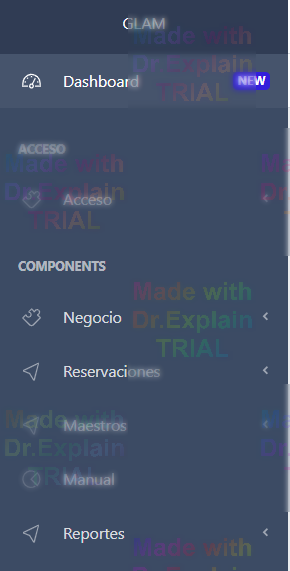 GLAM
Made with
Dr.Explain
TRIAL
Dashboard
NEW
ACCESO
Made with
Dr.Explain
TRIAL
Acceso
COMPONENTS
Made with
Dr.Explain
TRIAL
Negocio
Reservaciones
Made with
Dr.Explain
TRIAL
Maestros
Manual
Reportes
Made with